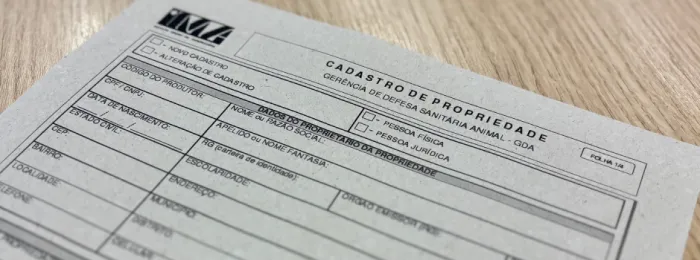 IMA
CADASTRO DE PROPRIEDADE
GERÊNCIA DE DEFESA SANITÁRIA ANIMAL - GDA
- NOVO CADASTRO
- ALTERAÇÃO DE CADASTRO
- PESSOA FÍSICA
- PESSOA JURÍDICA
FOLHA 1/4
CÓDIGO DO PRODUTOR:
DADOS DO PROPRIETÁRIO DA PROPRIEDADE
CPF / CNPJ:
NOME ou RAZÃO SOCIAL:
DATA DE NASCIMENTO:
/ /
APELIDO ou NOME FANTASIA:
ESTADO CIVIL:
RG (carteira de identidade):
ÓRGÃO EMISSOR (RG):
CEP:
ESCOLARIDADE:
BAIRRO:
ENDEREÇO:
LOCALIDADE:
MUNICÍPIO:
DISTRITO:
CELULAR: